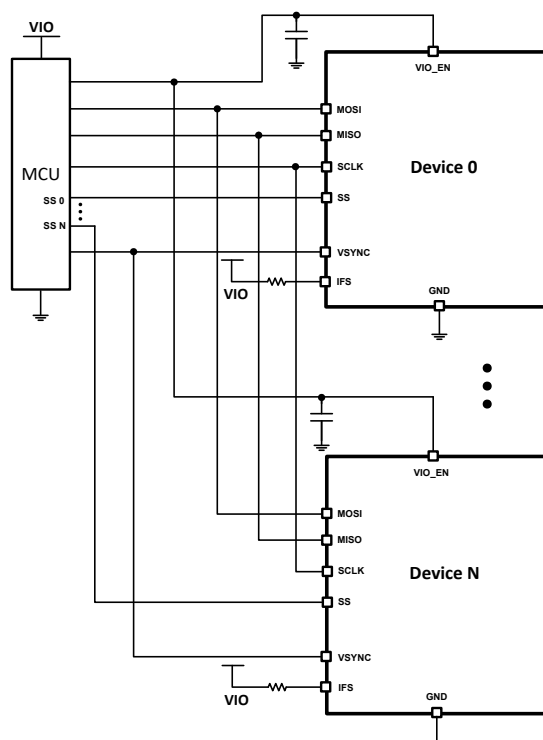 VIO
VIO_EN
MOSI
MISO
MCU
SCLK
Device 0
SS 0
SS
SS N
VSYNC
VIO
IFS
GND
VIO_EN
MOSI
MISO
SCLK
Device N
SS
VSYNC
VIO
IFS
GND